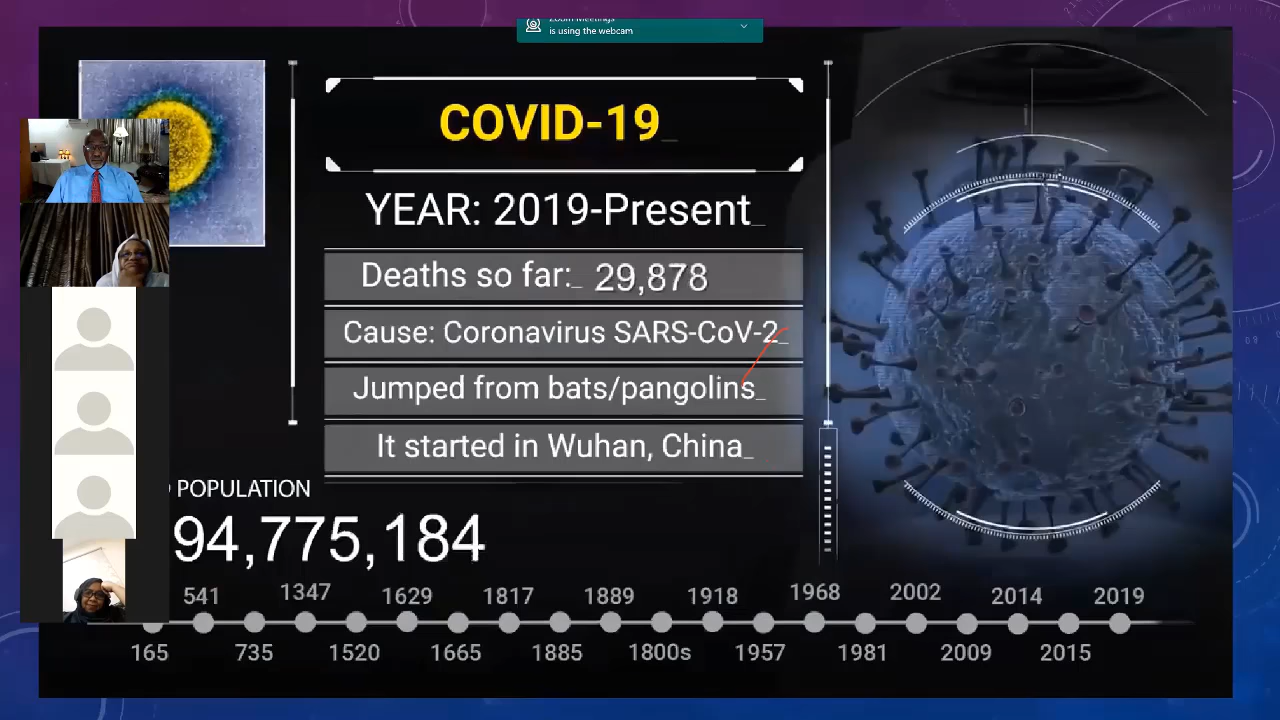 Zoom Meetings
is using the webcam
COVID-19_
YEAR: 2019-Present_
Deaths so far:_ 29,878
Cause: Coronavirus SARS-CoV-2_
Jumped from bats/pangolins_
It started in Wuhan, China_
POPULATION
94,775,184
541 1347 1629 1817 1889 1918 1968 2002 2014 2019
165 735 1520 1665 1885 1800s 1957 1981 2009 2015